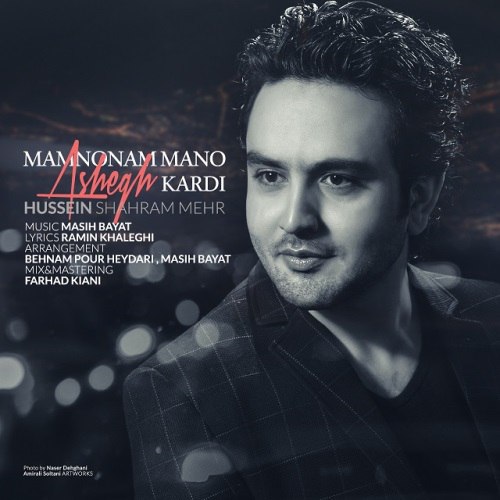 MAMNONAM MANO
Ashegh KARDI
HUSSEIN SHAHRAM MEHR
MUSIC MASIH BAYAT
LYRICS RAMIN KHALEGHI
ARRANGEMENT
BEHNAM POUR HEYDARI , MASIH BAYAT
MIX&MASTERING
FARHAD KIANI
Photo by Naser Dehghani
Amirali Soltani ARTWORKS